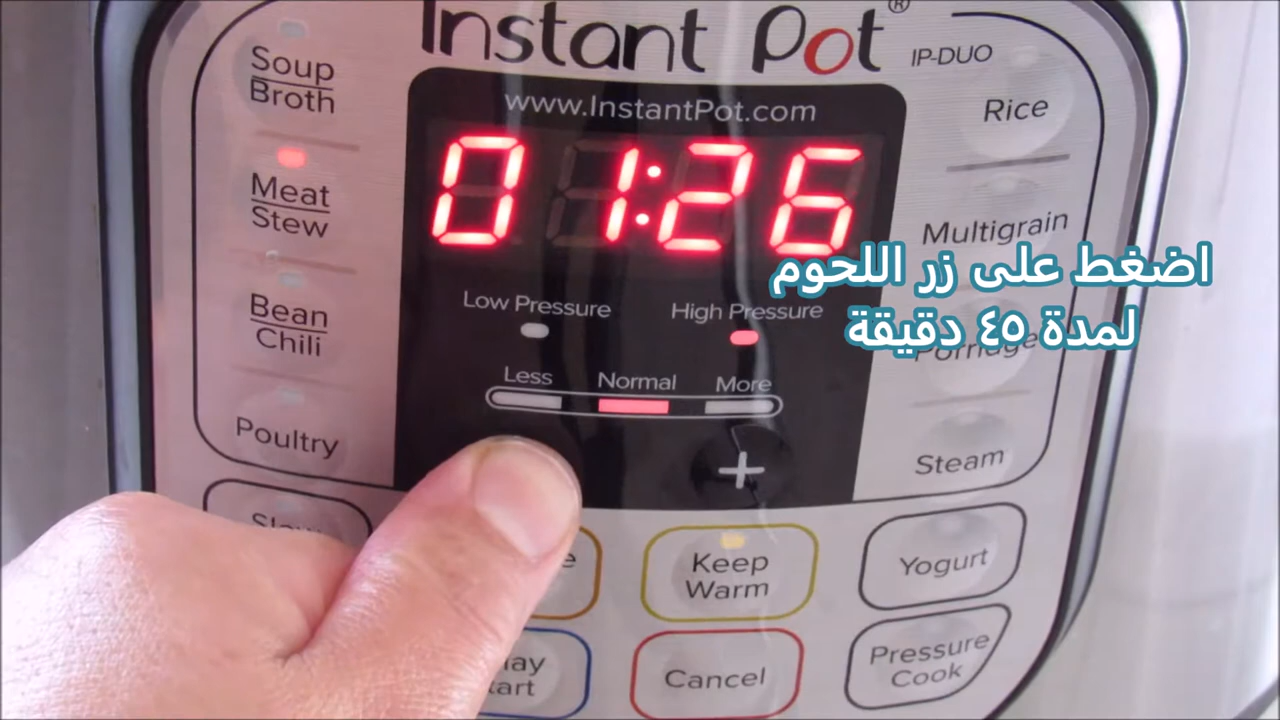 Instant Pot®
IP-DUO
www.InstantPot.com
01:26
Soup
Broth
Meat
Stew
Bean
Chili
Poultry
Rice
Multigrain
Porridge
Steam
اضغط على زر اللحوم
لمدة ٤٥ دقيقة
Low Pressure
High Pressure
Less
Normal
More
+
Keep
Warm
Yogurt
Cancel
Pressure
Cook